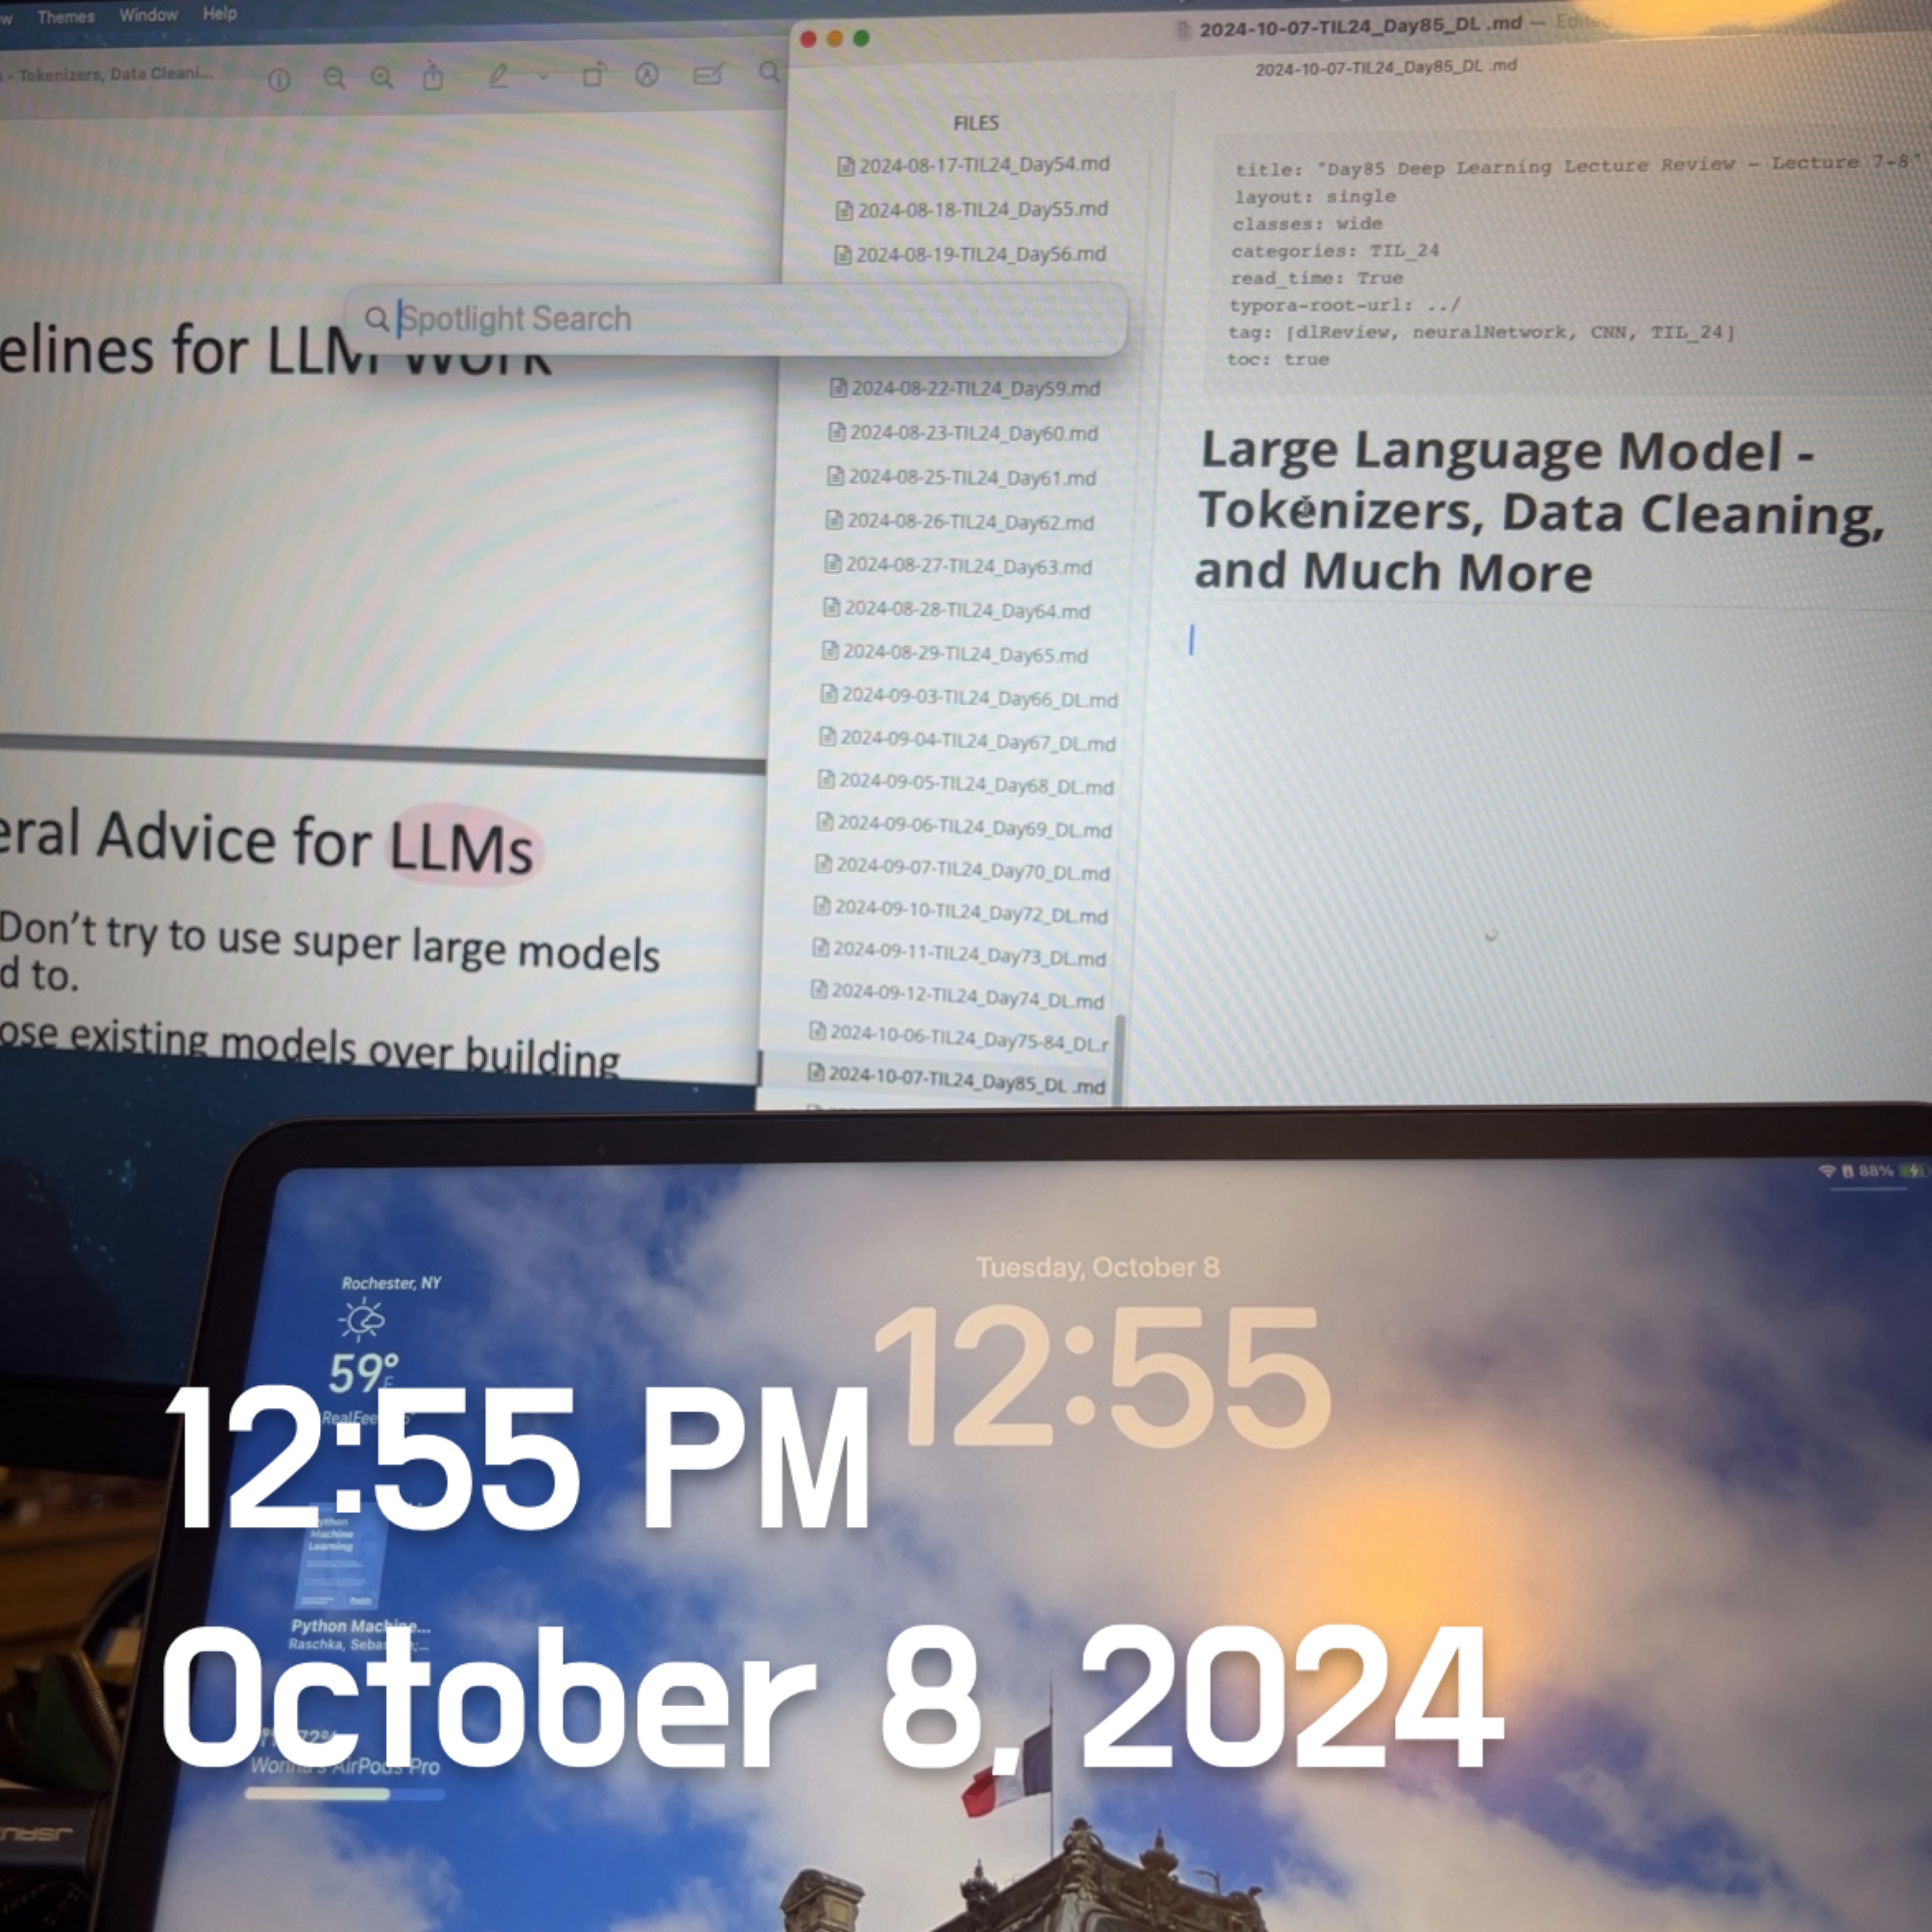 Themes Window Help
- Tokenizers, Data Cleani...
elines for LLM Work
eral Advice for LLMs
Don't try to use super large models
d to.
ose existing models over building
Spotlight Search
2024-10-07-TIL24_Day85_DL .md — Edited
2024-10-07-TIL24_Day85_DL .md
FILES
2024-08-17-TIL24_Day54.md
2024-08-18-TIL24_Day55.md
2024-08-19-TIL24_Day56.md
2024-08-22-TIL24_Day59.md
2024-08-23-TIL24_Day60.md
2024-08-25-TIL24_Day61.md
2024-08-26-TIL24_Day62.md
2024-08-27-TIL24_Day63.md
2024-08-28-TIL24_Day64.md
2024-08-29-TIL24_Day65.md
2024-09-03-TIL24_Day66_DL.md
2024-09-04-TIL24_Day67_DL.md
2024-09-05-TIL24_Day68_DL.md
2024-09-06-TIL24_Day69_DL.md
2024-09-07-TIL24_Day70_DL.md
2024-09-10-TIL24_Day72_DL.md
2024-09-11-TIL24_Day73_DL.md
2024-09-12-TIL24_Day74_DL.md
2024-10-06-TIL24_Day75-84_DL.r
2024-10-07-TIL24_Day85_DL .md
title: "Day85 Deep Learning Lecture Review - Lecture 7-8"
layout: single
classes: wide
categories: TIL_24
read_time: True
typora-root-url: ../
tag: [dlReview, neuralNetwork, CNN, TIL_24]
toc: true
Large Language Model -
Tokenizers, Data Cleaning,
and Much More
88%
Tuesday, October 8
12:55
Rochester, NY
59°F
12:55 PM
Python
Machine
Learning
Python Machine...
Raschka, Seba
October 8, 2024
AirPods Pro